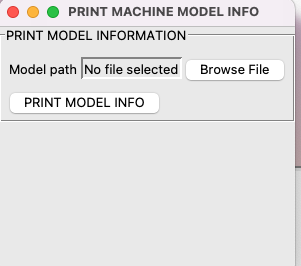 PRINT MACHINE MODEL INFO
PRINT MODEL INFORMATION
Model path No file selected Browse File
PRINT MODEL INFO